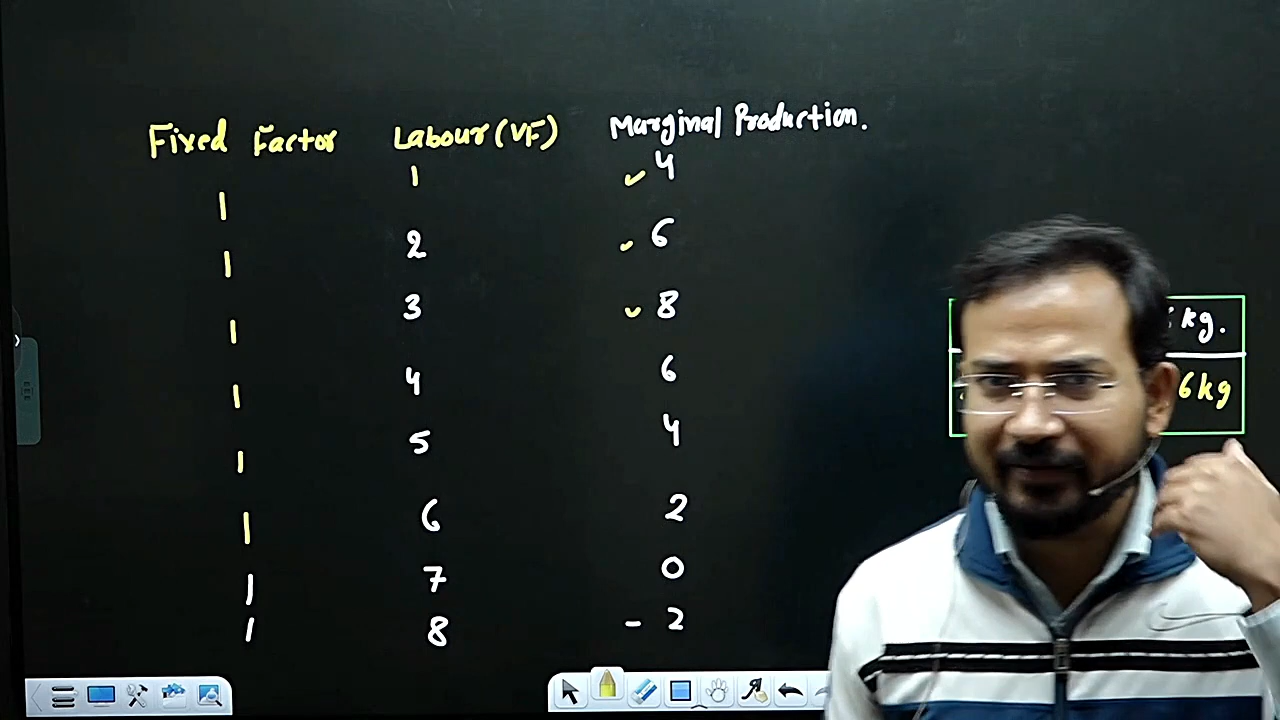 Fixed Factor Labour (VF) Marginal Production.
1 1 4
1 2 6
1 3 8
1 4 6
1 5 4
1 6 2
1 7 0
1 8 - 2
kg.
6kg